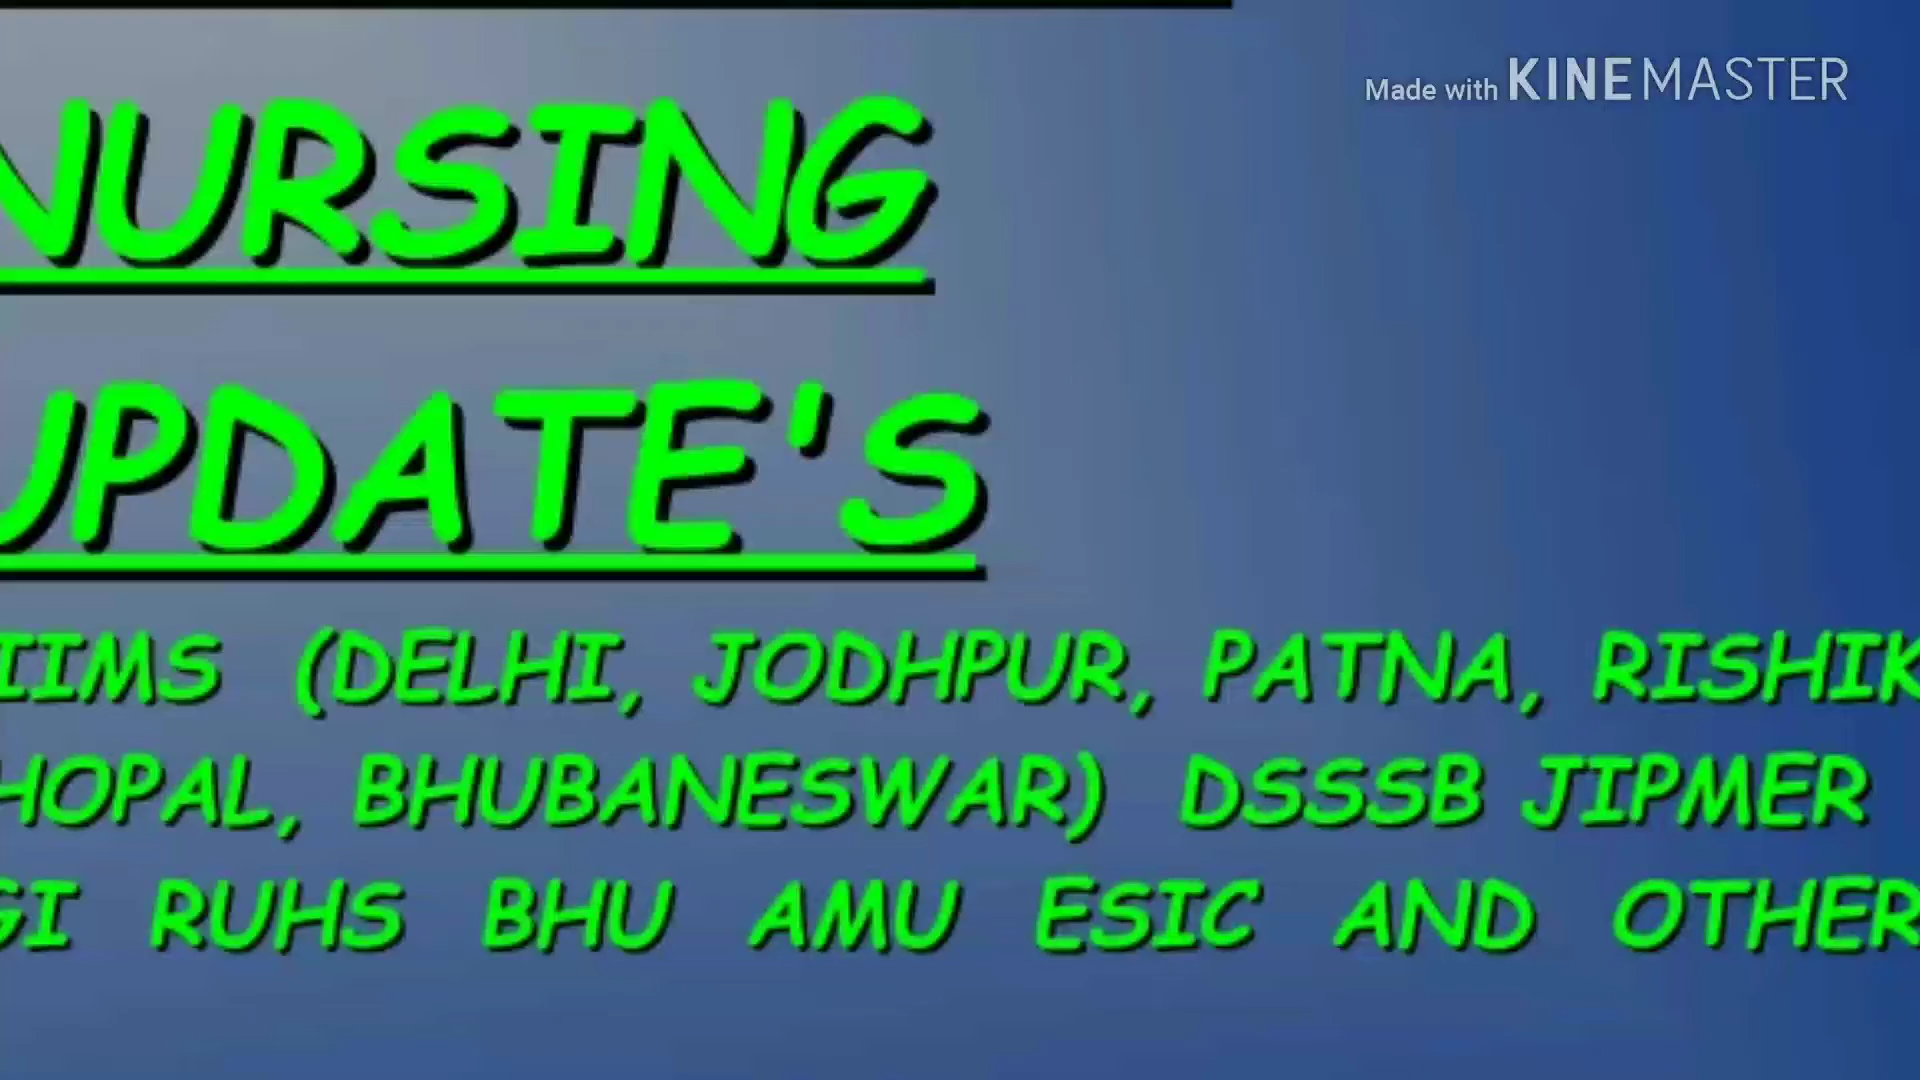 Made with KINEMASTER
NURSING
UPDATE'S
IIMS (DELHI, JODHPUR, PATNA, RISHIK
HOPAL, BHUBANESWAR) DSSSB JIPMER
GI RUHS BHU AMU ESIC AND OTHER